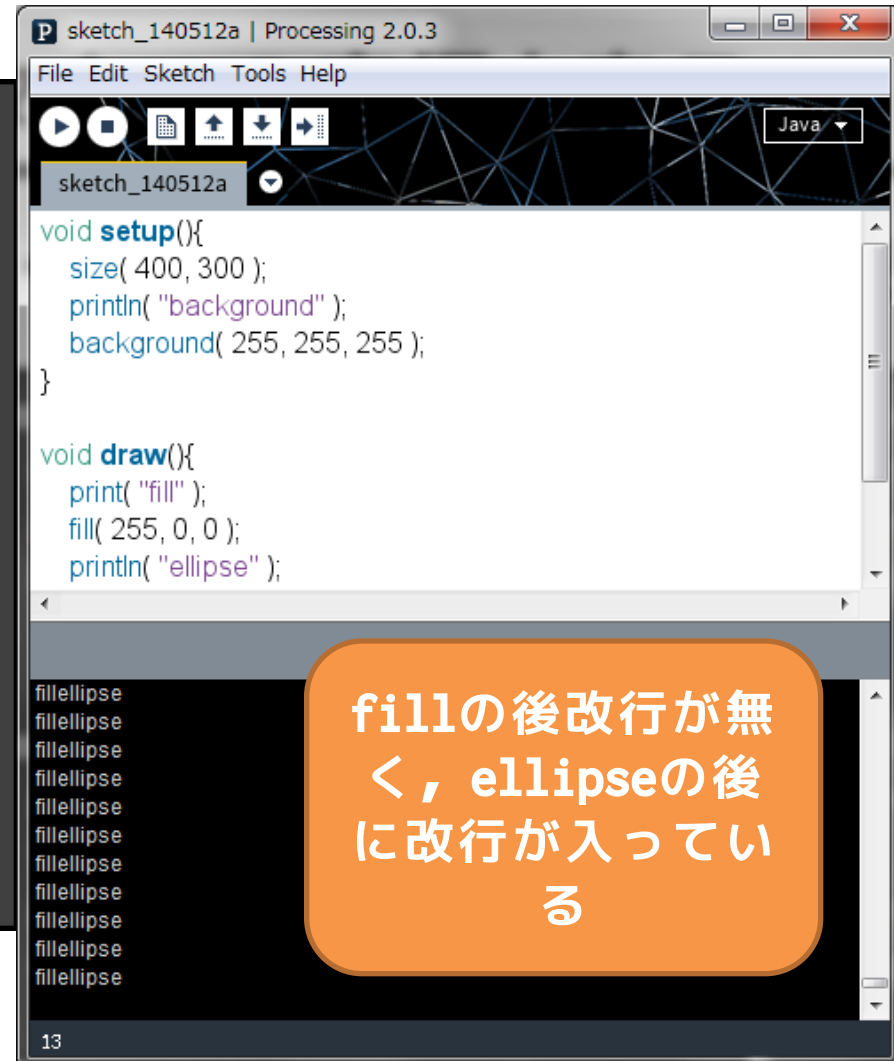 sketch_140512a | Processing 2.0.3
File Edit Sketch Tools Help
Java
sketch_140512a
void setup(){
size( 400, 300 );
println( "background" );
background( 255, 255, 255 );
}
void draw(){
print( "fill" );
fill( 255, 0, 0 );
println( "ellipse" );
fillellipse
fillellipse
fillellipse
fillellipse
fillellipse
fillellipse
fillellipse
fillellipse
fillellipse
fillellipse
fillellipse
fillの後改行が無
く，ellipseの後
に改行が入ってい
る
13